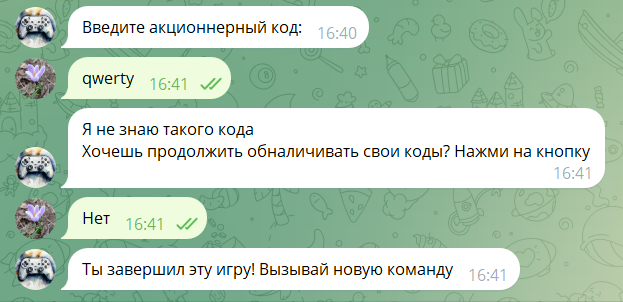 Введите акционнерный код:
16:40
qwerty
16:41
Я не знаю такого кода
Хочешь продолжить обналичивать свои коды? Нажми на кнопку
16:41
Нет
16:41
Ты завершил эту игру! Вызывай новую команду
16:41